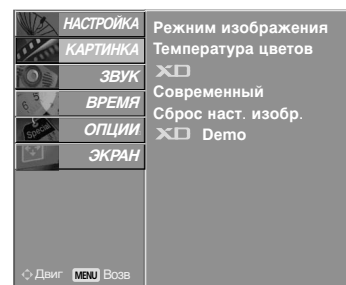 НАСТРОЙКА
КАРТИНКА
ЗВУК
ВРЕМЯ
Special
ОПЦИИ
ЭКРАН
Режним изображения
Температура цветов
XD
Современный
Сброс наст. изобр.
XD Demo
Двиг MENU Возв